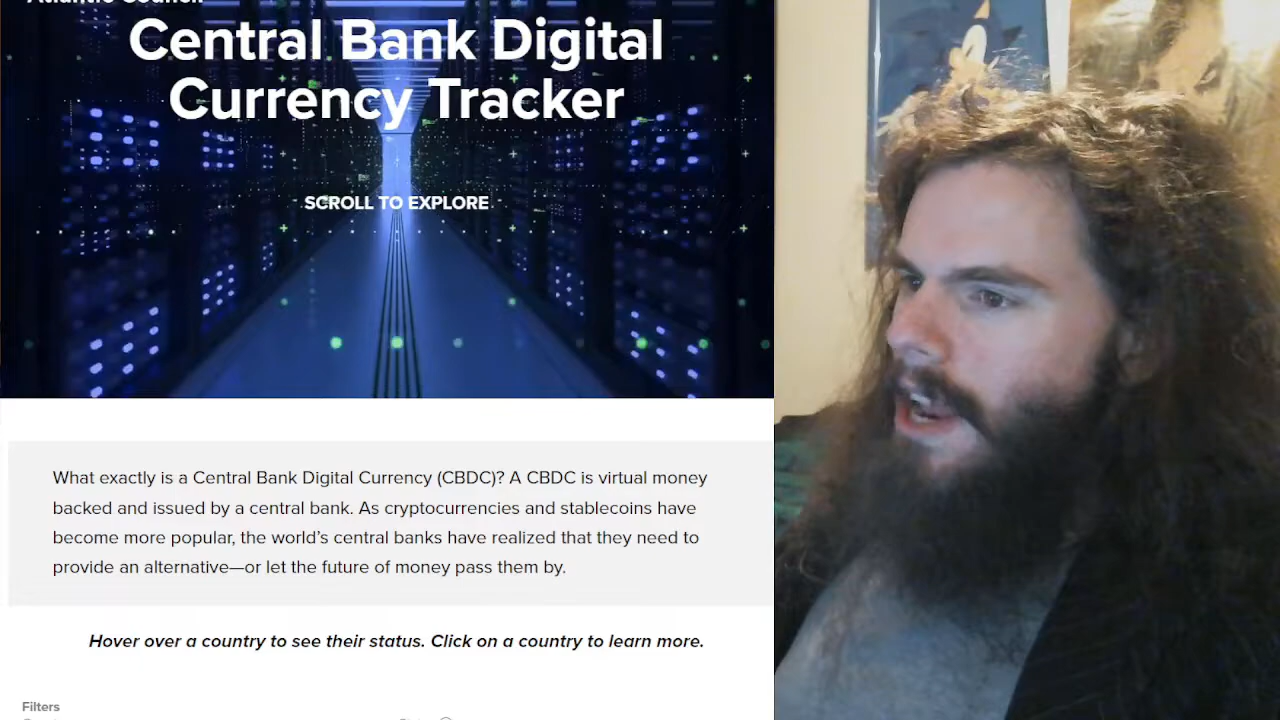 Atlantic Council
Central Bank Digital
Currency Tracker
SCROLL TO EXPLORE
What exactly is a Central Bank Digital Currency (CBDC)? A CBDC is virtual money
backed and issued by a central bank. As cryptocurrencies and stablecoins have
become more popular, the world’s central banks have realized that they need to
provide an alternative—or let the future of money pass them by.
Hover over a country to see their status. Click on a country to learn more.
Filters